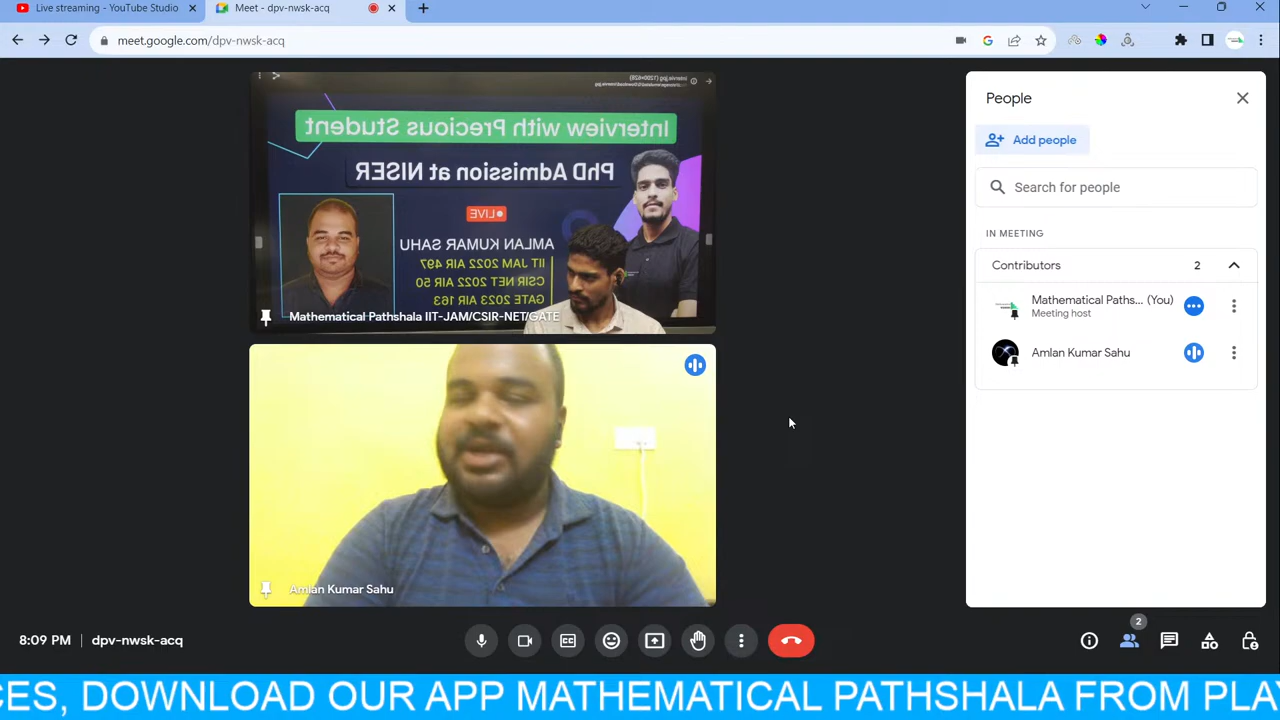 Live streaming - YouTube Studio
Meet - dpv-nwsk-acq
meet.google.com/dpv-nwsk-acq
Interview with Precious Student
PhD Admission at NISER
LIVE
AMLAN KUMAR SAHU
IIT JAM 2022 AIR 497
CSIR NET 2022 AIR 50
GATE 2023 AIR 163
Mathematical Pathshala IIT-JAM/CSIR-NET/GATE
Amlan Kumar Sahu
People
Add people
Search for people
IN MEETING
Contributors 2
Mathematical Paths... (You)
Meeting host
Amlan Kumar Sahu
8:09 PM | dpv-nwsk-acq
2
CES, DOWNLOAD OUR APP MATHEMATICAL PATHSHALA FROM PLA